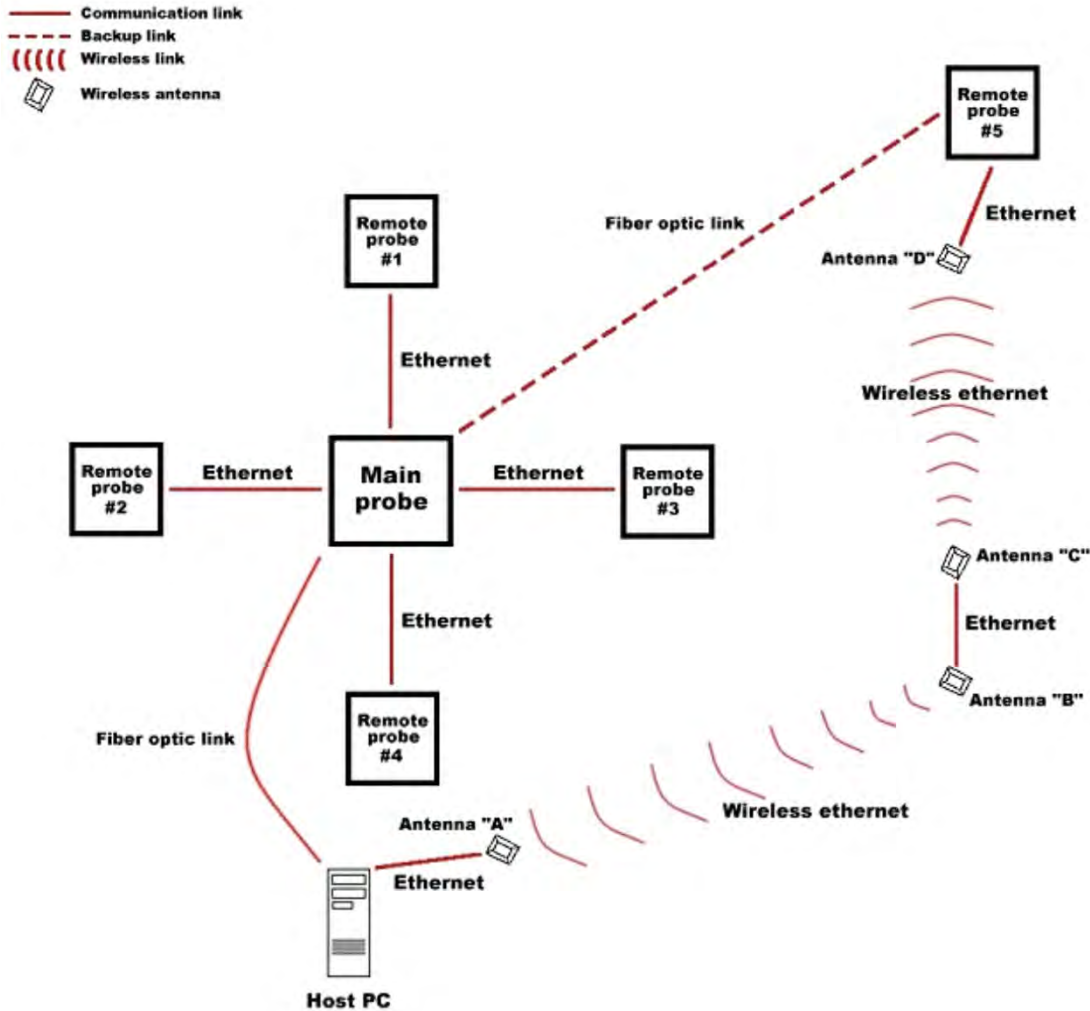 Communication link
Backup link
Wireless link
Wireless antenna
Remote
probe
#5
Ethernet
Antenna "D"
Fiber optic link
Remote
probe
#1
Ethernet
Wireless ethernet
Remote
probe
#2
Ethernet
Main
probe
Ethernet
Remote
probe
#3
Antenna "C"
Ethernet
Ethernet
Antenna "B"
Remote
probe
#4
Fiber optic link
Wireless ethernet
Antenna "A"
Ethernet
Host PC